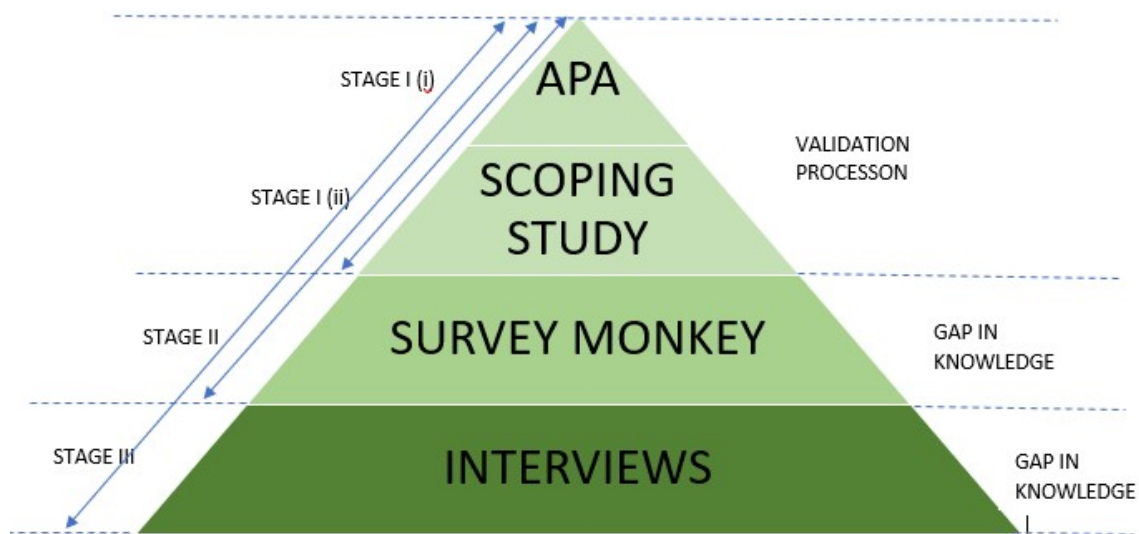 STAGE I (i)
APA
VALIDATION
PROCESSON
STAGE I (ii)
SCOPING
STUDY
STAGE II
SURVEY MONKEY
GAP IN
KNOWLEDGE
STAGE III
INTERVIEWS
GAP IN
KNOWLEDGE